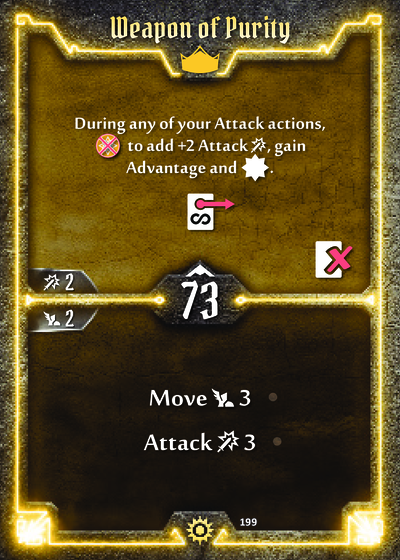 Weapon of Purity
During any of your Attack actions,
to add +2 Attack, gain
Advantage and .
2
2
73
Move 3
Attack 3
199